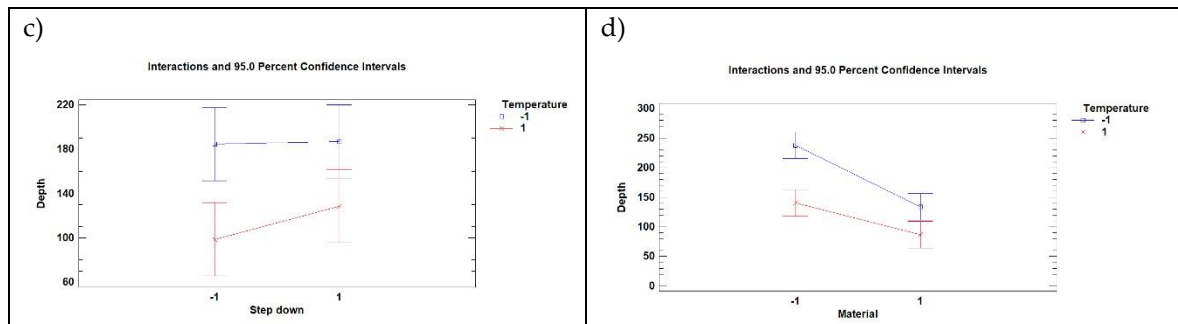 c)
Interactions and 95.0 Percent Confidence Intervals
220
180
140
100
60
Depth
-1
1
Step down
Temperature
-1
1
d)
Interactions and 95.0 Percent Confidence Intervals
300
250
200
150
100
50
0
Depth
-1
1
Material
Temperature
-1
1